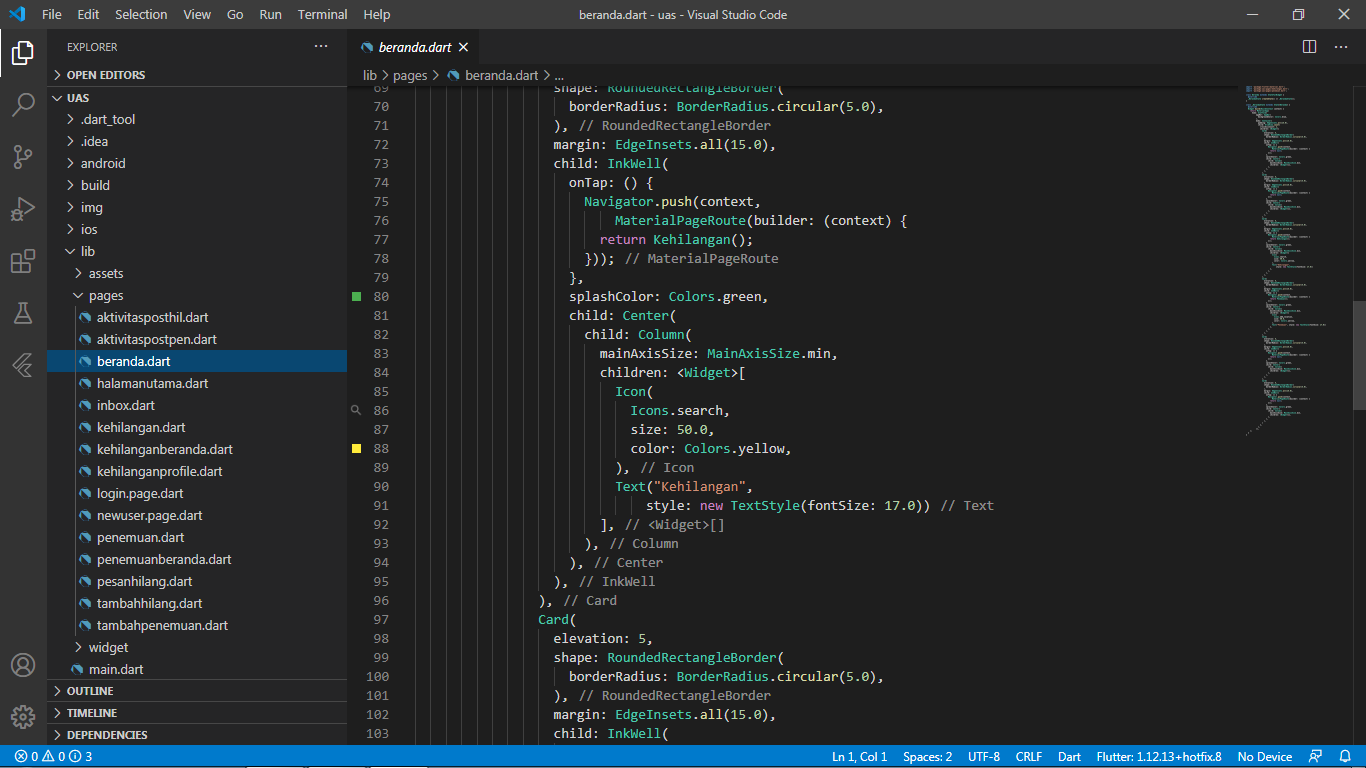 File Edit Selection View Go Run Terminal Help
beranda.dart - uas - Visual Studio Code
EXPLORER
OPEN EDITORS
UAS
.dart_tool
.idea
android
build
img
ios
lib
assets
pages
aktivitasposthil.dart
aktivitaspostpen.dart
beranda.dart
halamanutama.dart
inbox.dart
kehilangan.dart
kehilanganberanda.dart
kehilanganprofile.dart
login.page.dart
newuser.page.dart
penemuan.dart
penemuanberanda.dart
pesanhilang.dart
tambahhilang.dart
tambahpenemuan.dart
widget
main.dart
OUTLINE
TIMELINE
DEPENDENCIES
beranda.dart
lib > pages > beranda.dart > ...
69 shape: RoundedRectangleBorder(
70 borderRadius: BorderRadius.circular(5.0),
71 ), // RoundedRectangleBorder
72 margin: EdgeInsets.all(15.0),
73 child: InkWell(
74 onTap: () {
75 Navigator.push(context,
76 MaterialPageRoute(builder: (context) {
77 return Kehilangan();
78 })); // MaterialPageRoute
79 },
80 splashColor: Colors.green,
81 child: Center(
82 child: Column(
83 mainAxisSize: MainAxisSize.min,
84 children: <Widget>[
85 Icon(
86 Icons.search,
87 size: 50.0,
88 color: Colors.yellow,
89 ), // Icon
90 Text("Kehilangan",
91 style: new TextStyle(fontSize: 17.0)) // Text
92 ], // <Widget>[]
93 ), // Column
94 ), // Center
95 ), // InkWell
96 ), // Card
97 Card(
98 elevation: 5,
99 shape: RoundedRectangleBorder(
100 borderRadius: BorderRadius.circular(5.0),
101 ), // RoundedRectangleBorder
102 margin: EdgeInsets.all(15.0),
103 child: InkWell(
0 0 3
Ln 1, Col 1 Spaces: 2 UTF-8 CRLF Dart Flutter: 1.12.13+hotfix.8 No Device